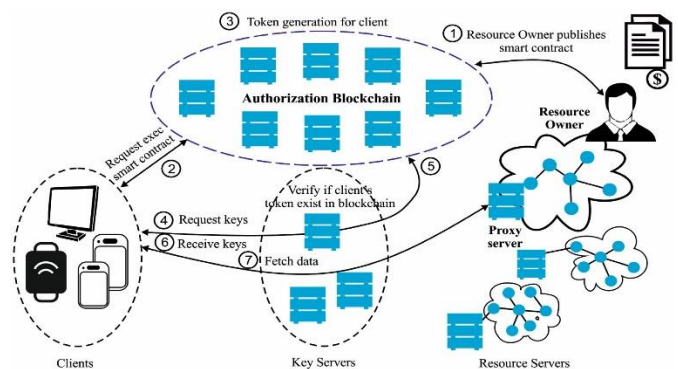 ③ Token generation for client
① Resource Owner publishes
smart contract
$
Authorization Blockchain
Resource
Owner
Request exec
smart contract
②
⑤
Verify if client's
token exist in blockchain
④ Request keys
⑥ Receive keys
⑦ Fetch data
Proxy
server
Clients
Key Servers
Resource Servers